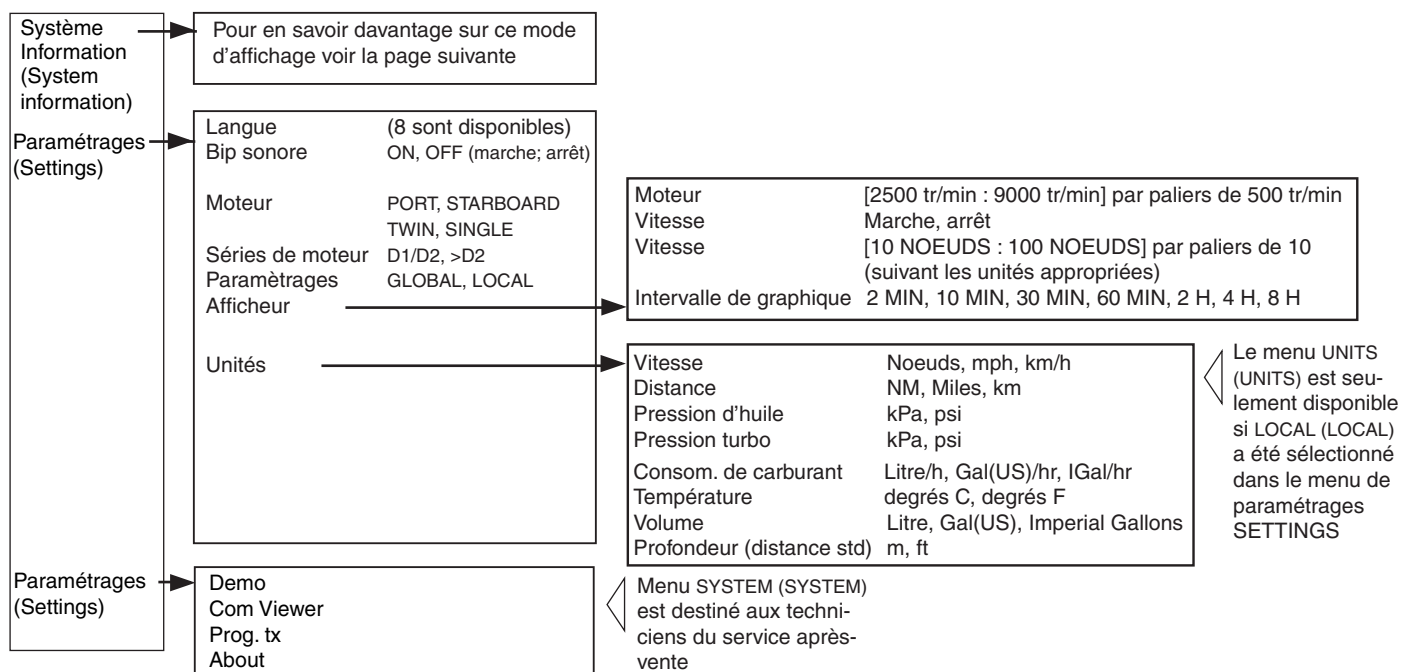 Système
Information
(System
information)
Pour en savoir davantage sur ce mode
d'affichage voir la page suivante
Paramétrages
(Settings)
Langue (8 sont disponibles)
Bip sonore ON, OFF (marche; arrêt)
Moteur PORT, STARBOARD
TWIN, SINGLE
Séries de moteur D1/D2, >D2
Paramètrages GLOBAL, LOCAL
Afficheur
Unités
Moteur [2500 tr/min : 9000 tr/min] par paliers de 500 tr/min
Vitesse Marche, arrêt
Vitesse [10 NOEUDS : 100 NOEUDS] par paliers de 10
(suivant les unités appropriées)
Intervalle de graphique 2 MIN, 10 MIN, 30 MIN, 60 MIN, 2 H, 4 H, 8 H
Vitesse Noeuds, mph, km/h
Distance NM, Miles, km
Pression d'huile kPa, psi
Pression turbo kPa, psi
Consom. de carburant Litre/h, Gal(US)/hr, IGal/hr
Température degrés C, degrés F
Volume Litre, Gal(US), Imperial Gallons
Profondeur (distance std) m, ft
Le menu UNITS
(UNITS) est seu-
lement disponible
si LOCAL (LOCAL)
a été sélectionné
dans le menu de
paramétrages
SETTINGS
Paramétrages
(Settings)
Demo
Com Viewer
Prog. tx
About
Menu SYSTEM (SYSTEM)
est destiné aux techni-
ciens du service après-
vente